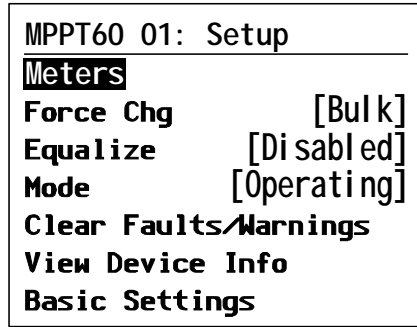 MPPT60 01: Setup
Meters
Force Chg [Bulk]
Equalize [Disabled]
Mode [Operating]
Clear Faults/Warnings
View Device Info
Basic Settings